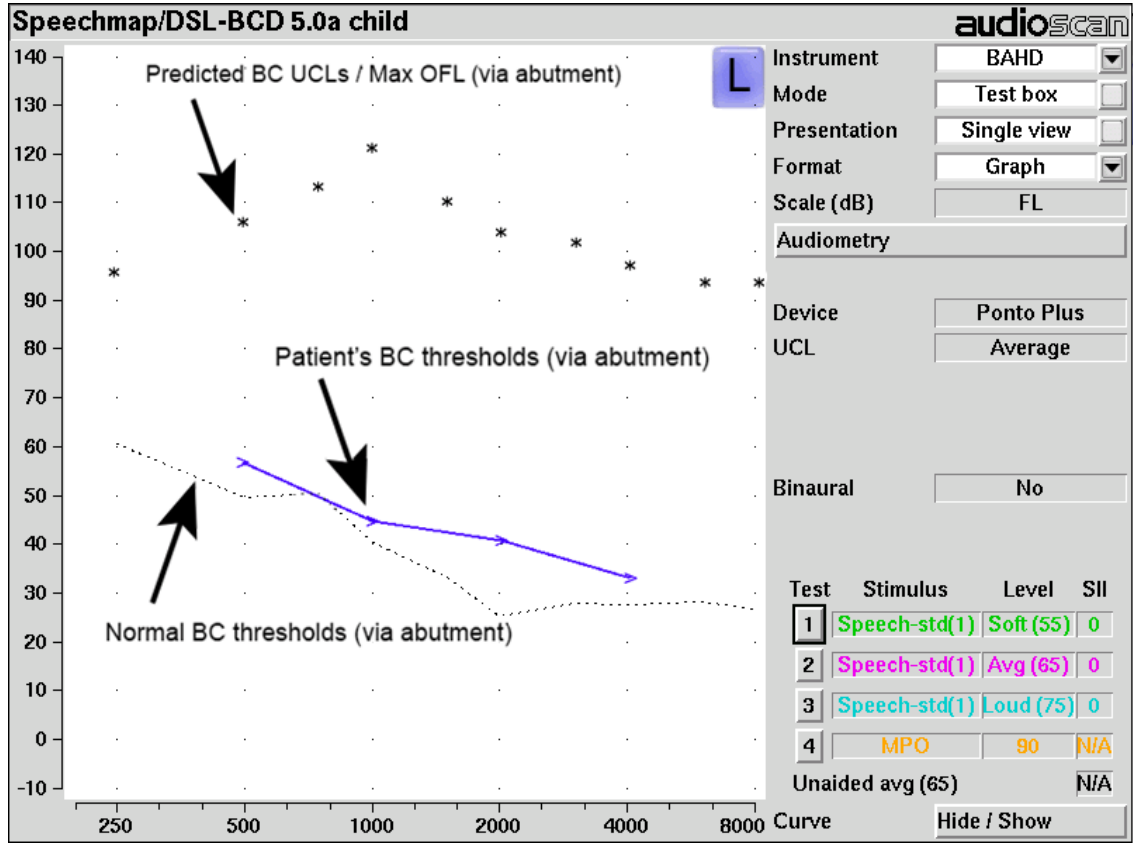 Speechmap/DSL-BCD 5.0a child
audioscan
140
130
120
110
100
90
80
70
60
50
40
30
20
10
0
-10
Predicted BC UCLs / Max OFL (via abutment)
L
Patient's BC thresholds (via abutment)
Normal BC thresholds (via abutment)
250 500 1000 2000 4000 8000
Instrument BAHD
Mode Test box
Presentation Single view
Format Graph
Scale (dB) FL
Audiometry
Device Ponto Plus
UCL Average
Binaural No
Test Stimulus Level SII
1 Speech-std(1) Soft (55) 0
2 Speech-std(1) Avg (65) 0
3 Speech-std(1) Loud (75) 0
4 MPO 90 N/A
Unaided avg (65) N/A
Curve Hide / Show